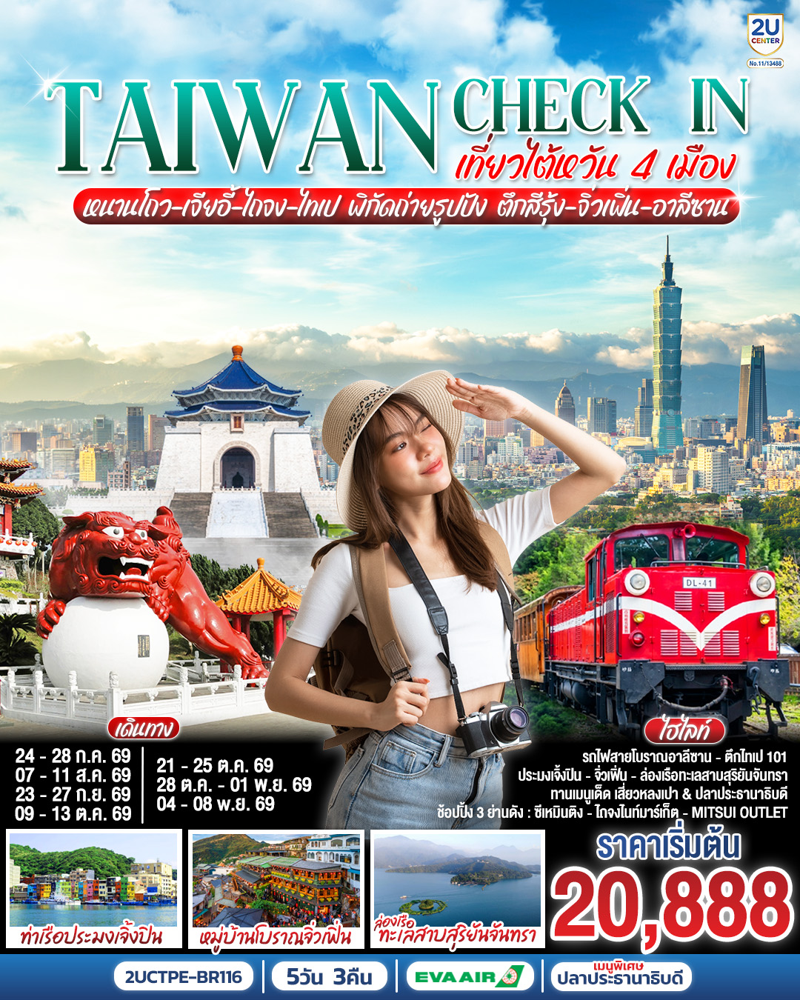 2U
CENTER
No.11/13488
TAIWAN CHECK IN
เที่ยวไต้หวัน 4 เมือง
หนานโถว-เจียอี้-ไถจง-ไทเป พิกัดถ่ายรูปปัง ตึกสีรุ้ง-จิ่วเฟิ่น-อาลีซาน
DL-41
เดินทาง
24 - 28 ก.ค. 69
07 - 11 ส.ค. 69
23 - 27 ก.ย. 69
09 - 13 ต.ค. 69
21 - 25 ต.ค. 69
28 ต.ค. - 01 พ.ย. 69
04 - 08 พ.ย. 69
ไฮไลท์
รถไฟสายโบราณอาลีซาน - ตึกไทเป 101
ประมงเจิ้งปิน - จิ่วเฟิ่น - ล่องเรือทะเลสาบสุริยันจันทรา
ทานเมนูเด็ด เสี่ยวหลงเปา & ปลาประธานาธิบดี
ช้อปปิ้ง 3 ย่านดัง : ซีเหมินติง - ไถจงไนท์มาร์เก็ต - MITSUI OUTLET
ท่าเรือประมงเจิ้งปิน
หมู่บ้านโบราณจิ่วเฟิ่น
ล่องเรือ
ทะเลสาบสุริยันจันทรา
ราคาเริ่มต้น
20,888
2UCTPE-BR116
5วัน 3คืน
EVA AIR
เมนูพิเศษ
ปลาประธานาธิบดี